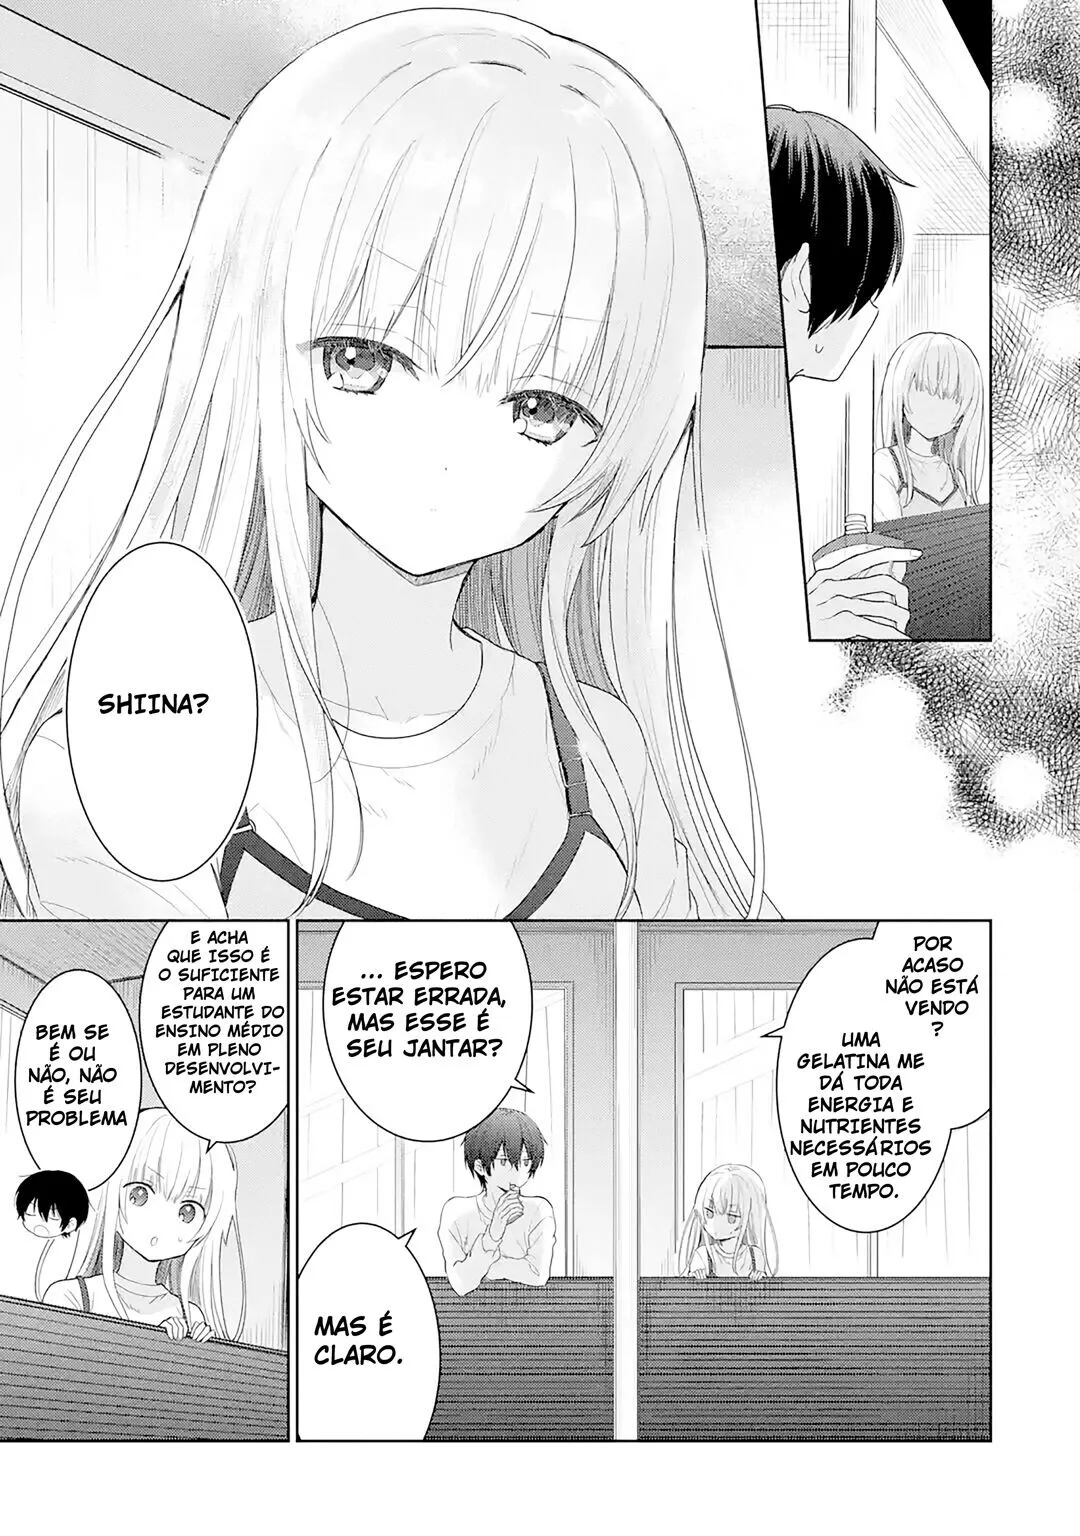 SHIINA?
POR
ACASO
NÃO ESTÁ
VENDO
?
UMA
GELATINA ME
DÁ TODA
ENERGIA E
NUTRIENTES
NECESSÁRIOS
EM POUCO
TEMPO.
... ESPERO
ESTAR ERRADA,
MAS ESSE É
SEU JANTAR?
MAS É
CLARO.
E ACHA
QUE ISSO É
O SUFICIENTE
PARA UM
ESTUDANTE DO
ENSINO MÉDIO
EM PLENO
DESENVOLVI-
MENTO?
BEM SE
É OU
NÃO, NÃO
É SEU
PROBLEMA